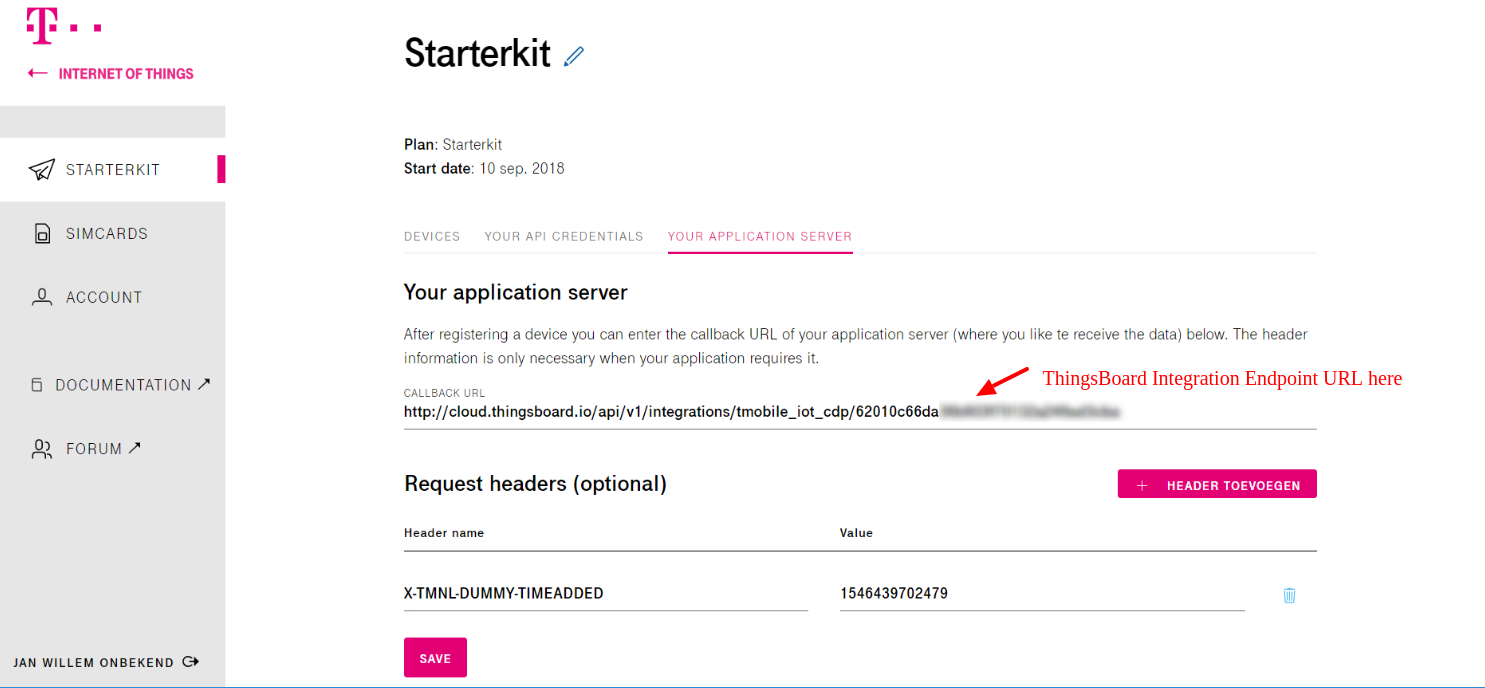 T
INTERNET OF THINGS
STARTERKIT
SIMCARDS
ACCOUNT
DOCUMENTATION
FORUM
JAN WILLEM ONBEKEND
Starterkit
Plan: Starterkit
Start date: 10 sep. 2018
DEVICES YOUR API CREDENTIALS YOUR APPLICATION SERVER
Your application server
After registering a device you can enter the callback URL of your application server (where you like te receive the data) below. The header
information is only necessary when your application requires it.
ThingsBoard Integration Endpoint URL here
CALLBACK URL
http://cloud.thingsboard.io/api/v1/integrations/tmobile_iot_cdp/62010c66da
Request headers (optional)
+ HEADER TOEVOEGEN
Header name Value
X-TMNL-DUMMY-TIMEADDED 1546439702479
SAVE